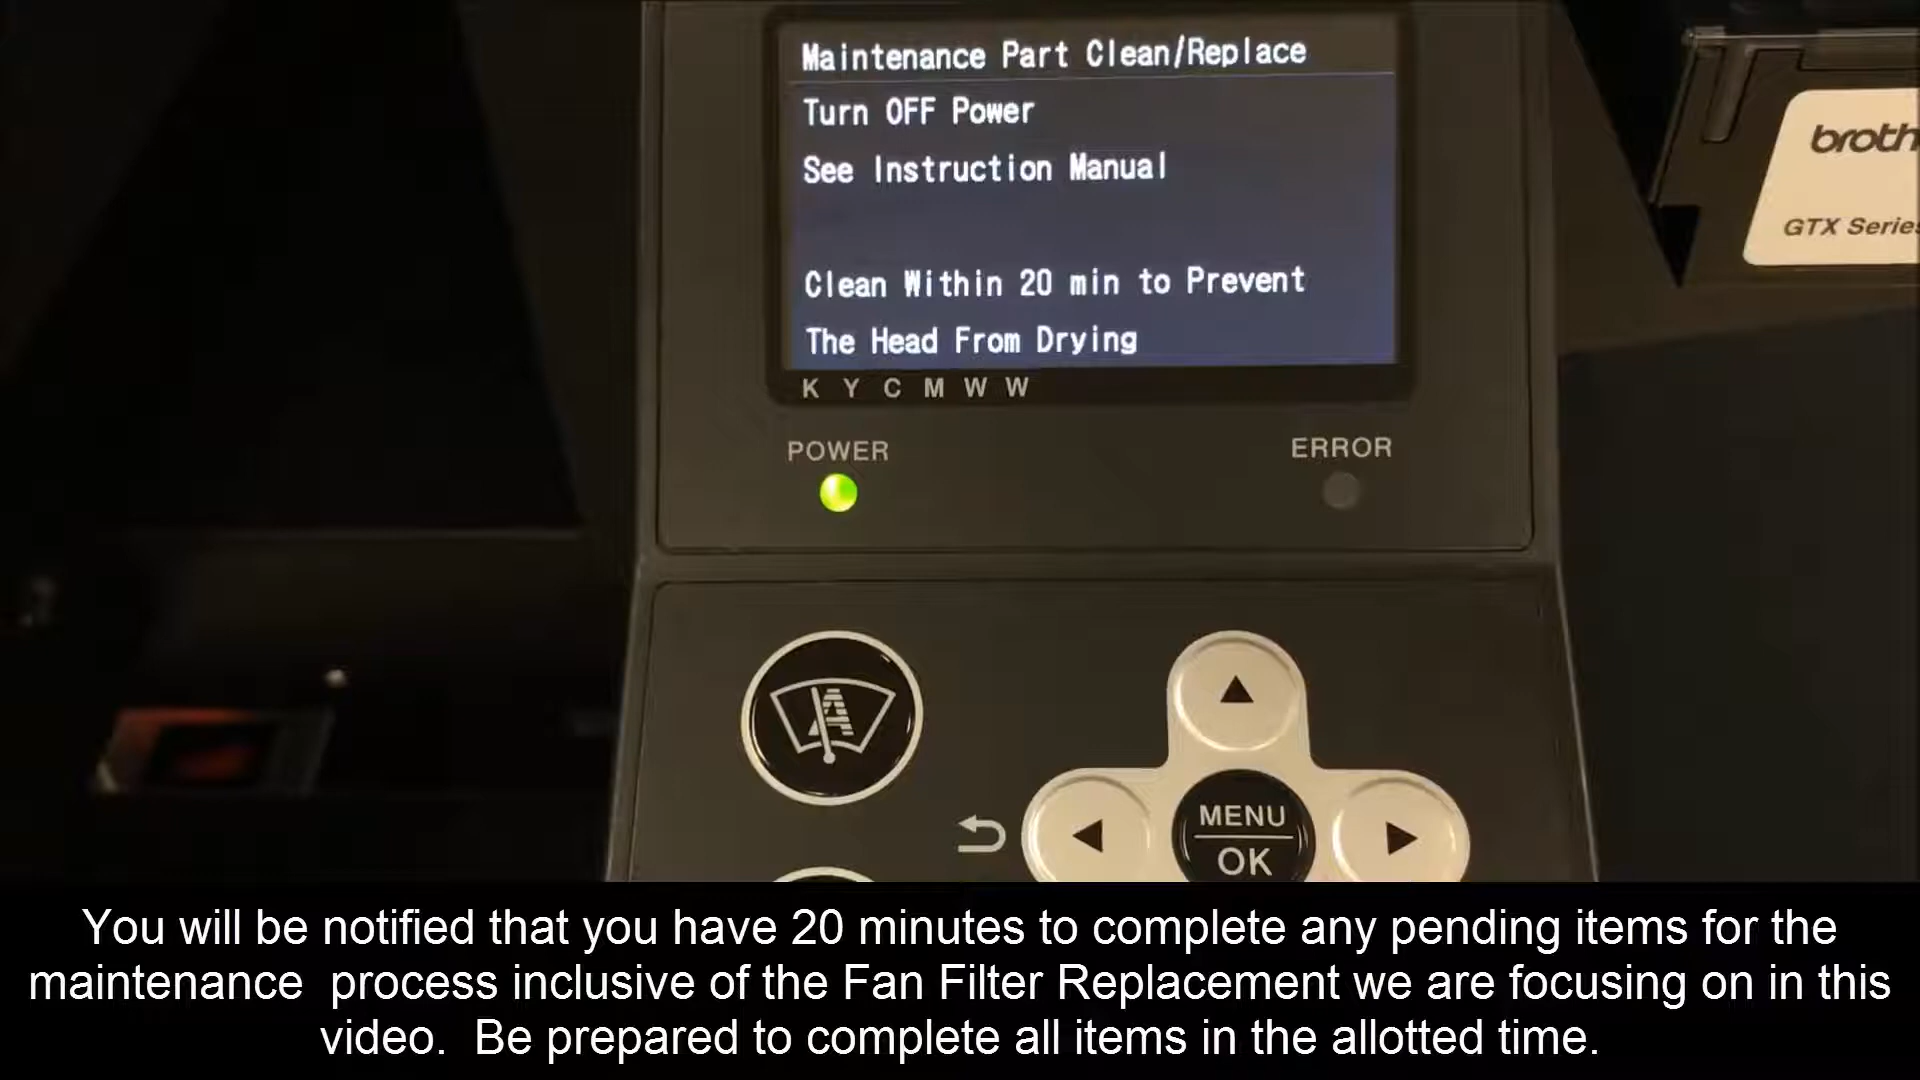 Maintenance Part Clean/Replace
Turn OFF Power
See Instruction Manual
Clean Within 20 min to Prevent
The Head From Drying
K Y C M W W
POWER
ERROR
broth
GTX Series
MENU
OK
You will be notified that you have 20 minutes to complete any pending items for the
maintenance process inclusive of the Fan Filter Replacement we are focusing on in this
video. Be prepared to complete all items in the allotted time.